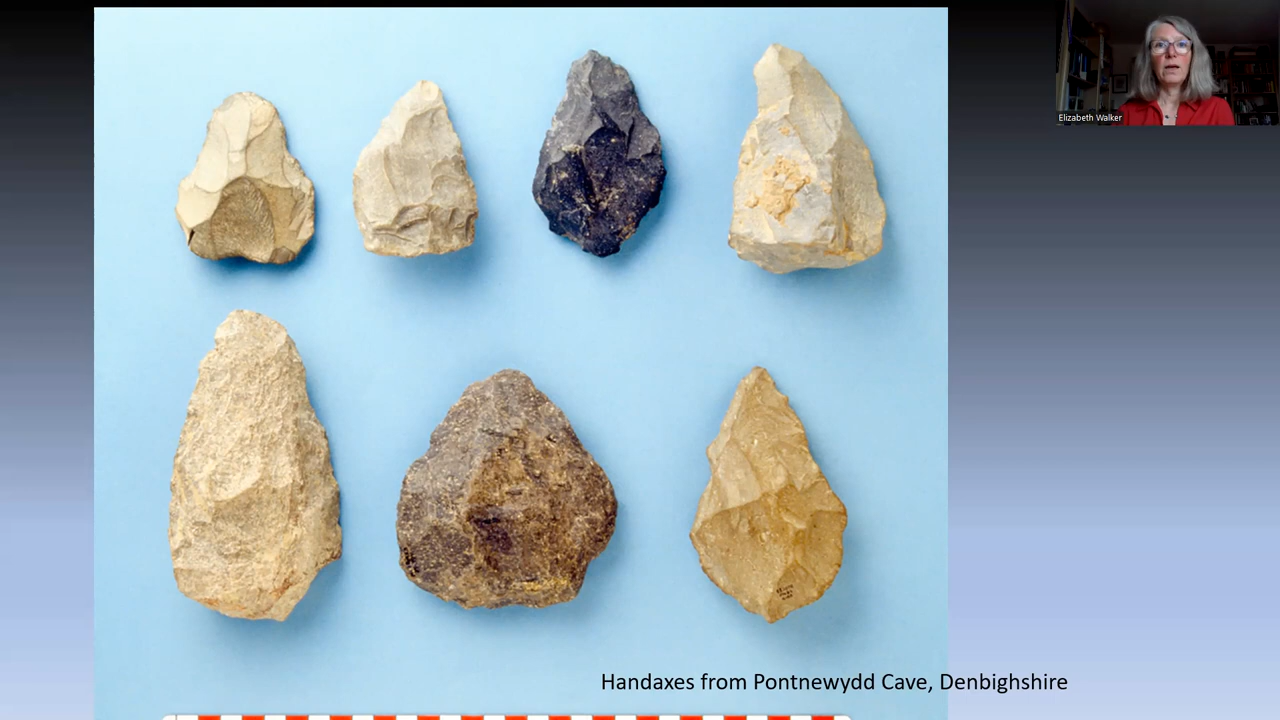 Elizabeth Walker
Handaxes from Pontnewydd Cave, Denbighshire